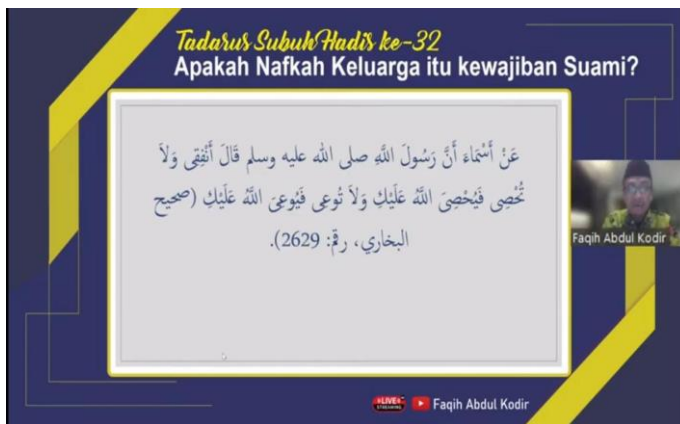 Tadarus Subuh Hadis ke-32
Apakah Nafkah Keluarga itu kewajiban Suami?
عَنْ أَسْمَاءَ أَنَّ رَسُولَ اللَّهِ صلى الله عليه وسلم قَالَ أَنْفِقِى وَلاَ
تُحْصِى فَيُحْصِىَ اللَّهُ عَلَيْكِ وَلاَ تُوعِى فَيُوعِىَ اللَّهُ عَلَيْكِ (صحيح
البخاري، رقم: 2629).
Faqih Abdul Kodir
LIVE
STREAMING
Faqih Abdul Kodir